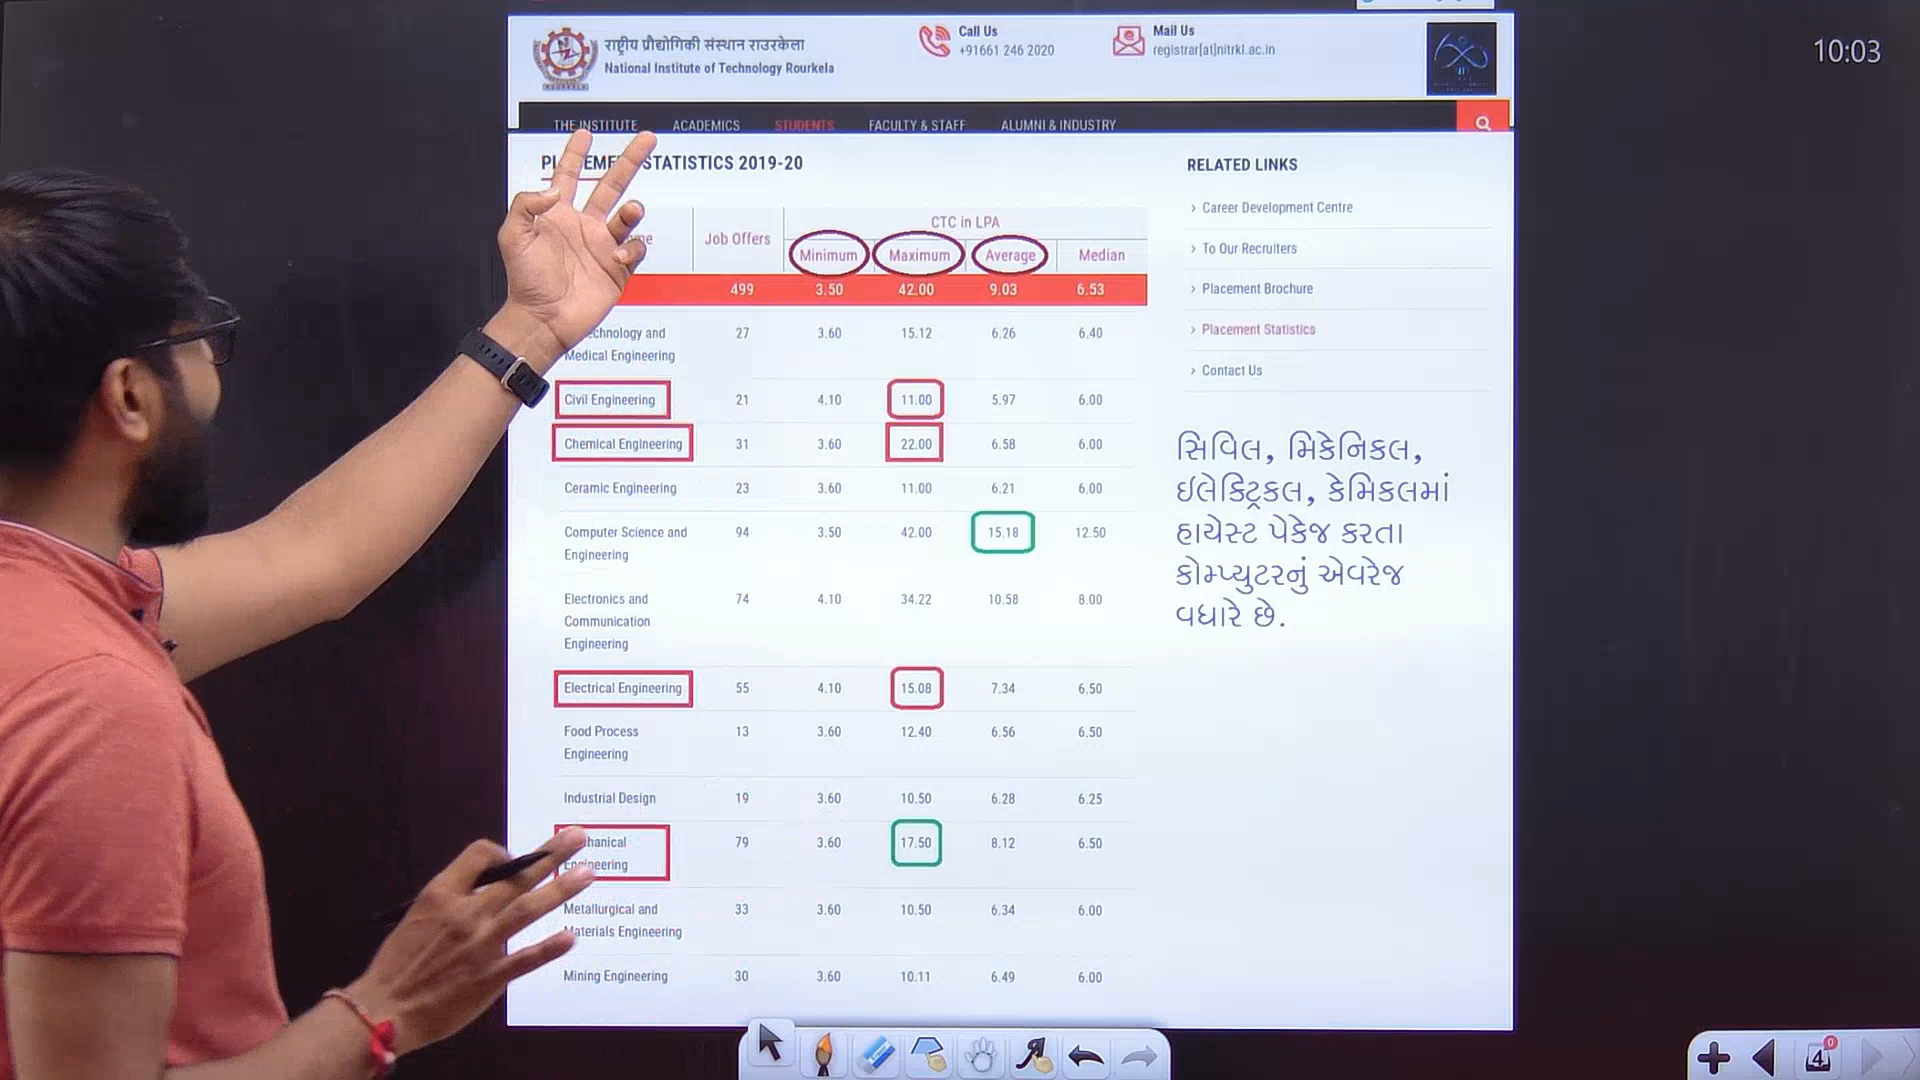 राष्ट्रीय प्रौद्योगिकी संस्थान राउरकेला
National Institute of Technology Rourkela
Call Us
+91661 246 2020
Mail Us
registrar[at]nitrkl.ac.in
10:03
THE INSTITUTE ACADEMICS STUDENTS FACULTY & STAFF ALUMNI & INDUSTRY
STATISTICS 2019-20
Job Offers CTC in LPA
Minimum Maximum Average Median
499 3.50 42.00 9.03 6.53
and 27 3.60 15.12 6.26 6.40
Medical Engineering
Civil Engineering 21 4.10 11.00 5.97 6.00
Chemical Engineering 31 3.60 22.00 6.58 6.00
Ceramic Engineering 23 3.60 11.00 6.21 6.00
Computer Science and 94 3.50 42.00 15.18 12.50
Engineering
Electronics and 74 4.10 34.22 10.58 8.00
Communication
Engineering
Electrical Engineering 55 4.10 15.08 7.34 6.50
Food Process 13 3.60 12.40 6.56 6.50
Engineering
Industrial Design 19 3.60 10.50 6.28 6.25
79 3.60 17.50 8.12 6.50
Engineering
Metallurgical and 33 3.60 10.50 6.34 6.00
Materials Engineering
Mining Engineering 30 3.60 10.11 6.49 6.00
RELATED LINKS
› Career Development Centre
› To Our Recruiters
› Placement Brochure
› Placement Statistics
› Contact Us
સિવિલ, મિકેનિકલ,
ઈલેક્ટ્રિકલ, કેમિકલમાં
હાયેસ્ટ પેકેજ કરતા
કોમ્પ્યુટરનું એવરેજ
વધારે છે.
4
0